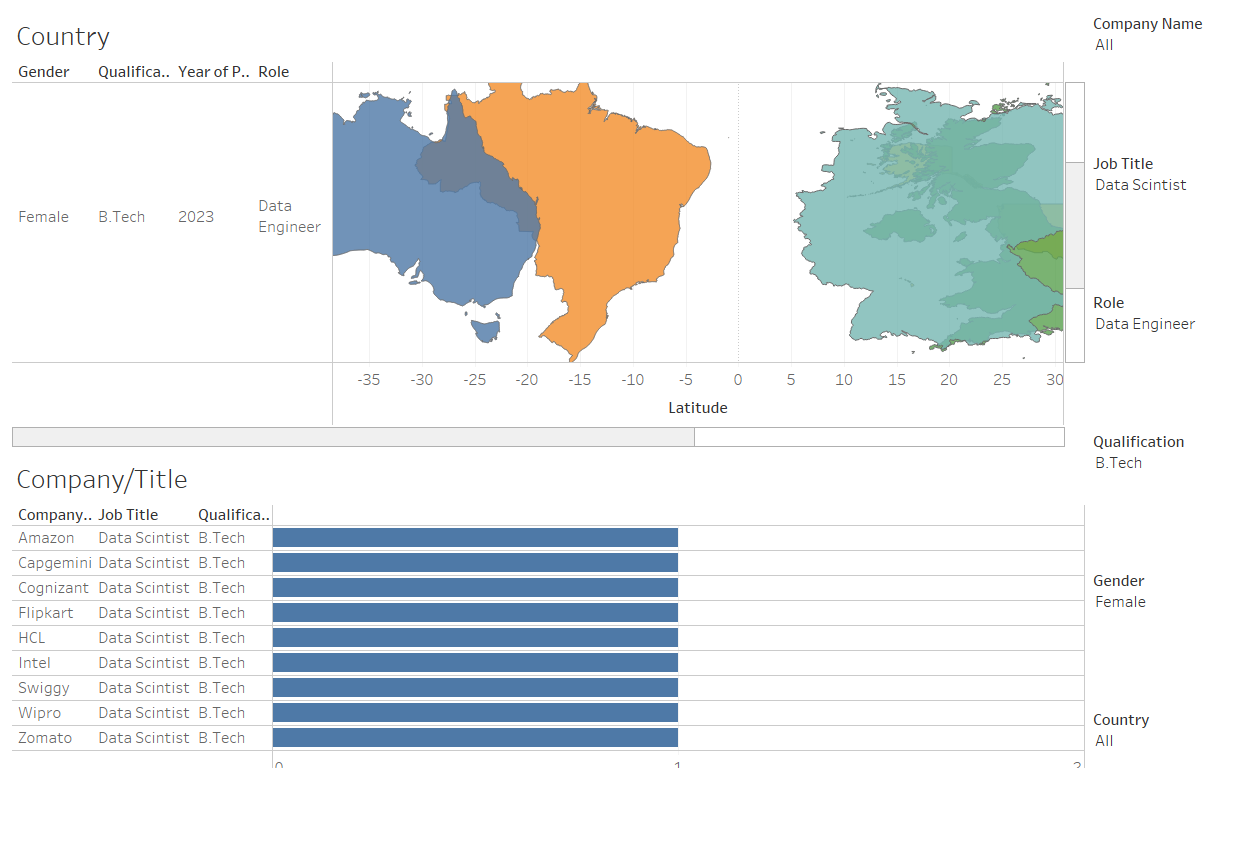 Country
Gender Qualifica.. Year of P.. Role
Female B.Tech 2023 Data Engineer
-35 -30 -25 -20 -15 -10 -5 0 5 10 15 20 25 30
Latitude
Company/Title
Company.. Job Title Qualifica..
Amazon Data Scintist B.Tech
Capgemini Data Scintist B.Tech
Cognizant Data Scintist B.Tech
Flipkart Data Scintist B.Tech
HCL Data Scintist B.Tech
Intel Data Scintist B.Tech
Swiggy Data Scintist B.Tech
Wipro Data Scintist B.Tech
Zomato Data Scintist B.Tech
0 1 2
Company Name
All
Job Title
Data Scintist
Role
Data Engineer
Qualification
B.Tech
Gender
Female
Country
All